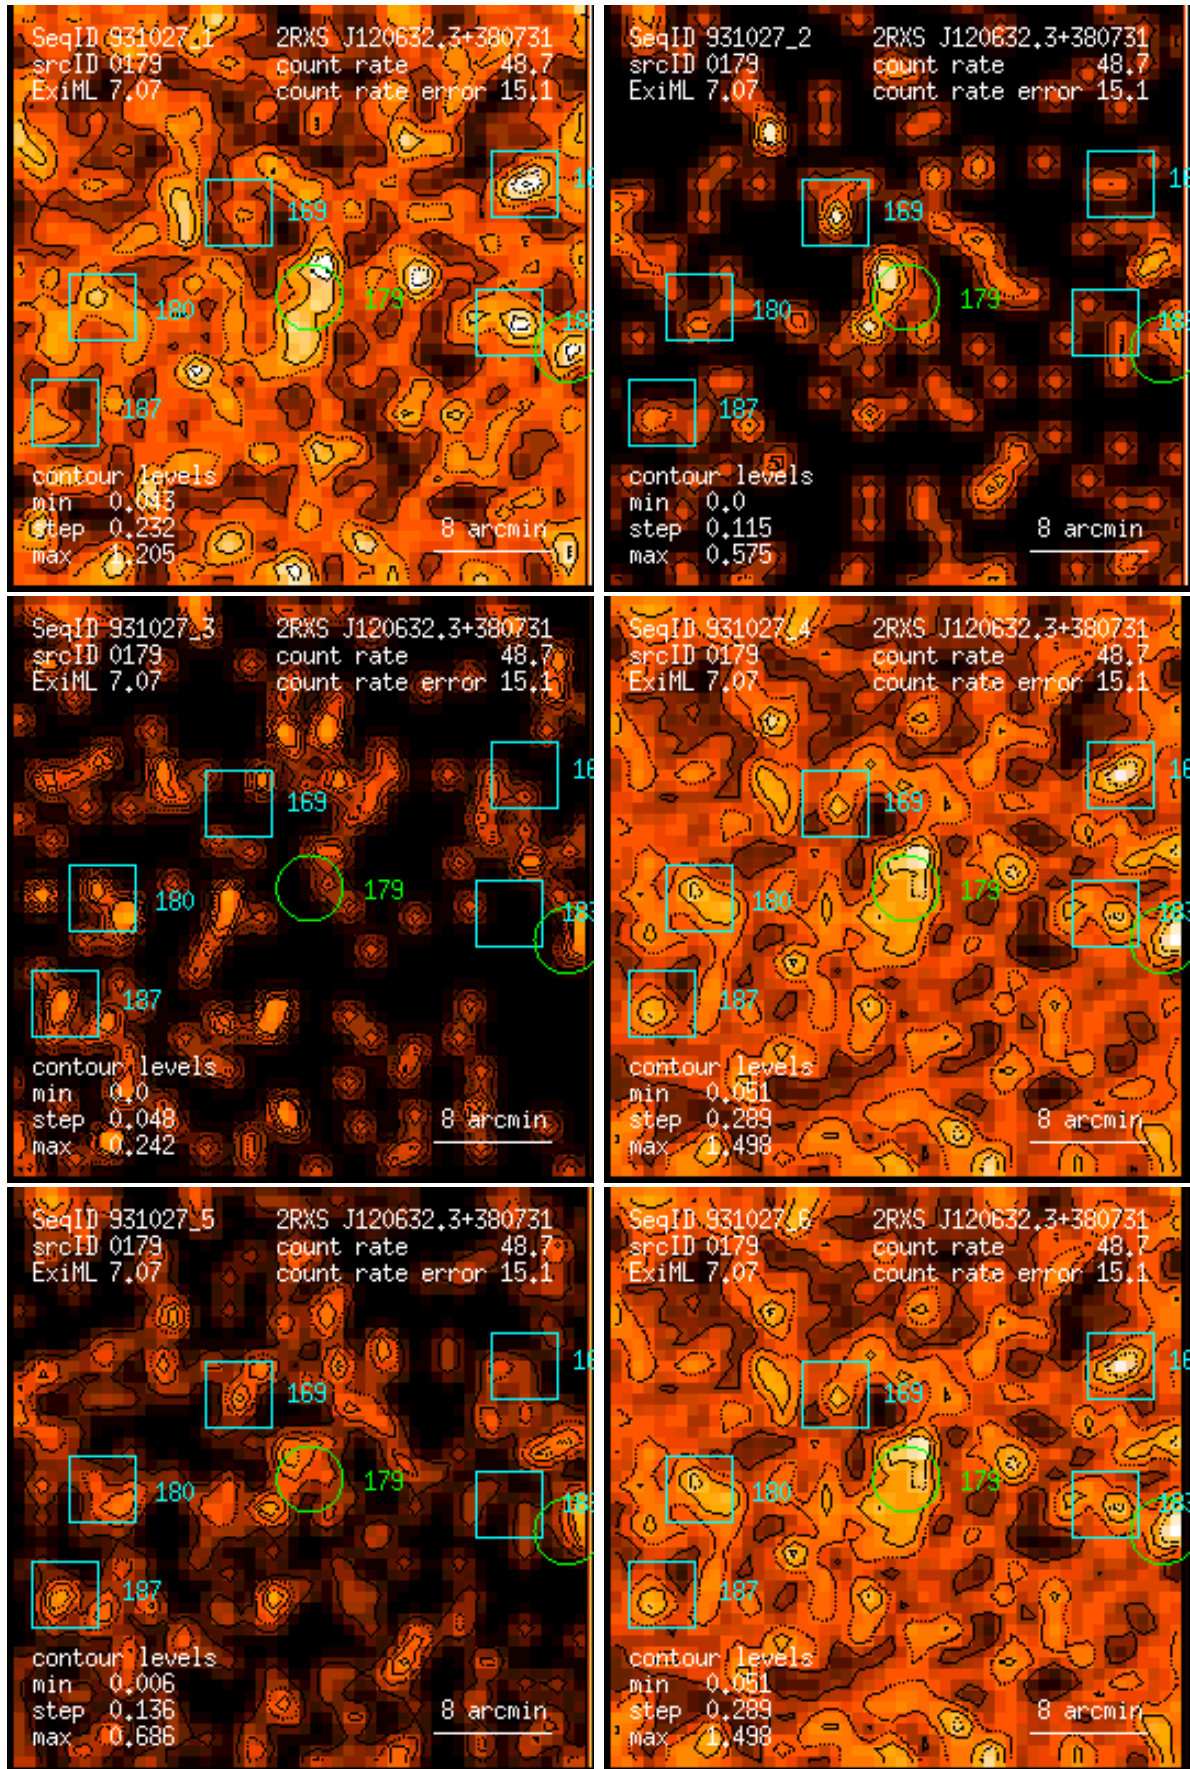 SeqID 931027_1 2RXS J120632.3+380731
srcID 0179 count rate 48.7
ExiML 7.07 count rate error 15.1
169
180
179
187
contour levels
min 0.043
step 0.232
max 1.205
8 arcmin
SeqID 931027_2 2RXS J120632.3+380731
srcID 0179 count rate 48.7
ExiML 7.07 count rate error 15.1
169
180
179
187
contour levels
min 0.0
step 0.115
max 0.575
8 arcmin
SeqID 931027_3 2RXS J120632.3+380731
srcID 0179 count rate 48.7
ExiML 7.07 count rate error 15.1
169
180
179
187
contour levels
min 0.0
step 0.048
max 0.242
8 arcmin
SeqID 931027_4 2RXS J120632.3+380731
srcID 0179 count rate 48.7
ExiML 7.07 count rate error 15.1
169
180
179
187
contour levels
min 0.051
step 0.289
max 1.498
8 arcmin
SeqID 931027_5 2RXS J120632.3+380731
srcID 0179 count rate 48.7
ExiML 7.07 count rate error 15.1
169
180
179
187
contour levels
min 0.006
step 0.136
max 0.686
8 arcmin
SeqID 931027_6 2RXS J120632.3+380731
srcID 0179 count rate 48.7
ExiML 7.07 count rate error 15.1
169
180
179
187
contour levels
min 0.051
step 0.289
max 1.498
8 arcmin